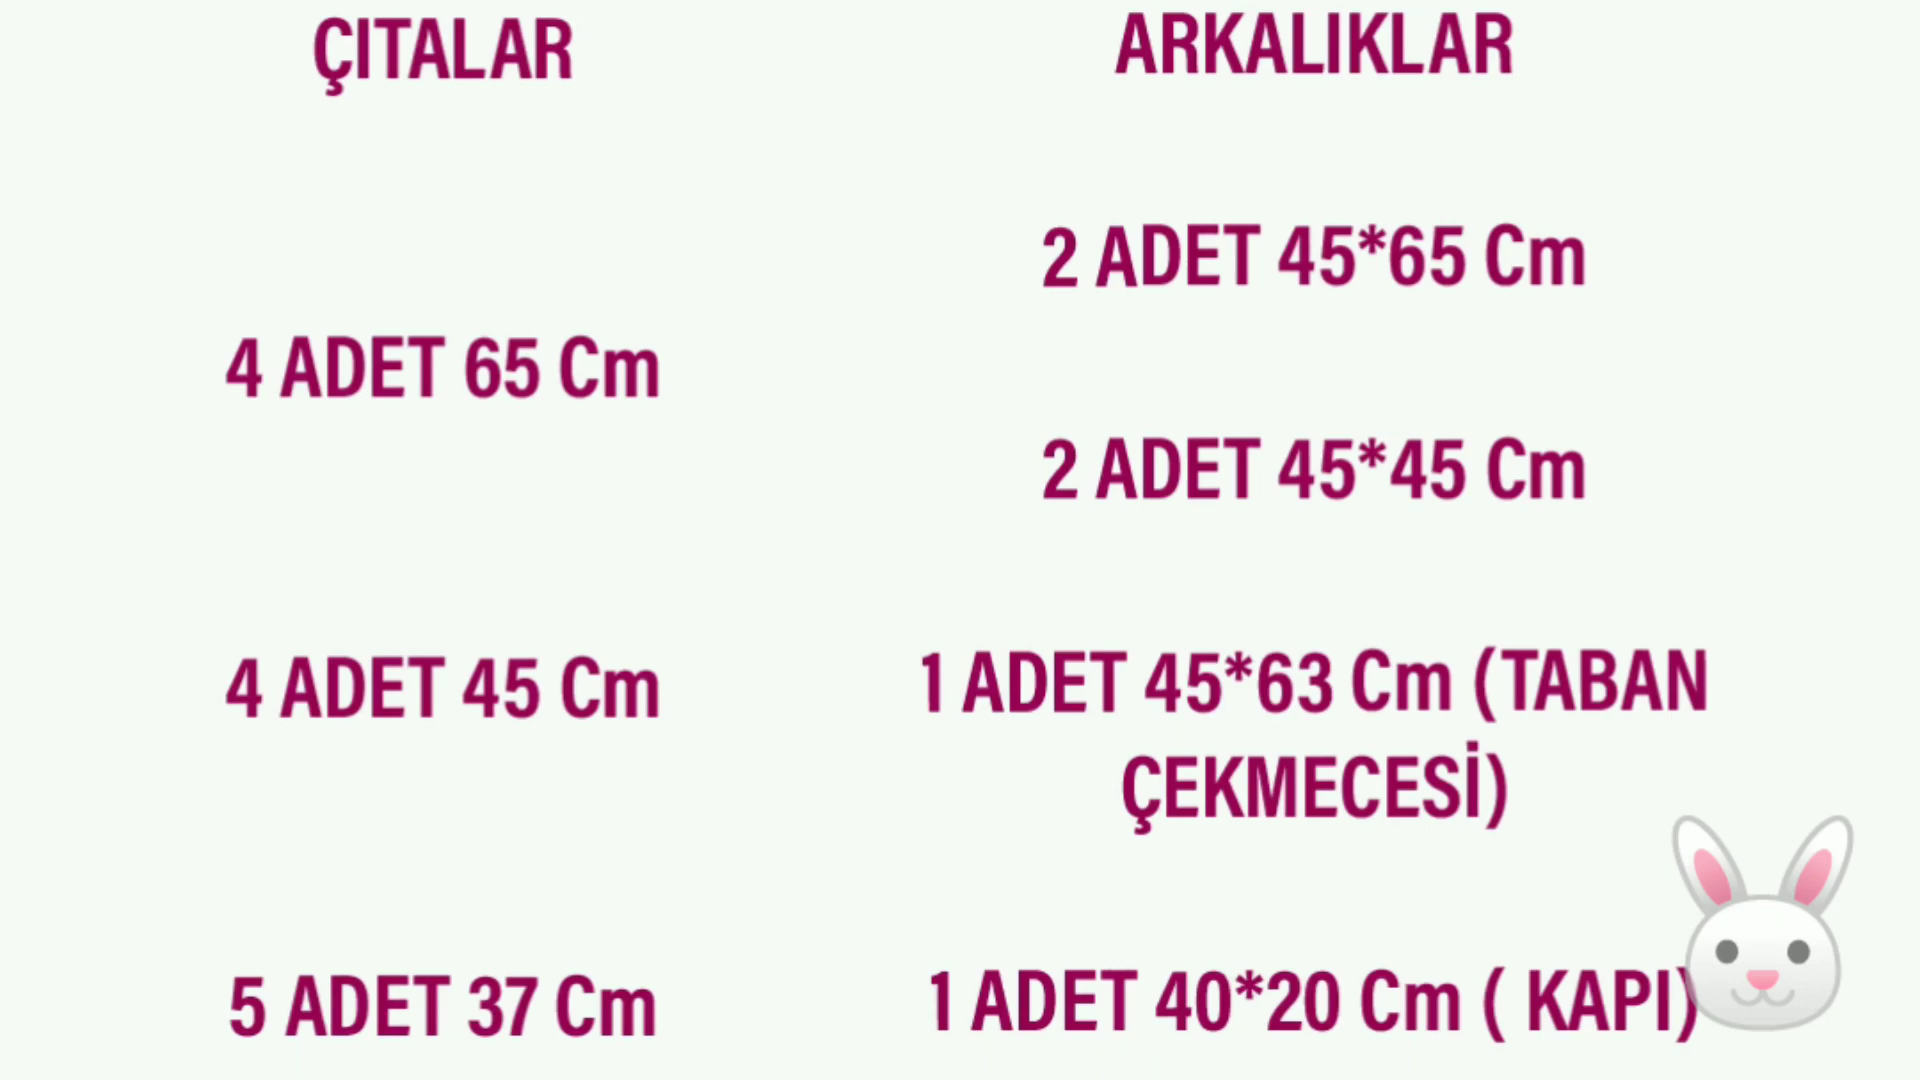 ÇITALAR
4 ADET 65 Cm
4 ADET 45 Cm
5 ADET 37 Cm
ARKALIKLAR
2 ADET 45*65 Cm
2 ADET 45*45 Cm
1 ADET 45*63 Cm (TABAN
ÇEKMECESİ)
1 ADET 40*20 Cm ( KAPI)